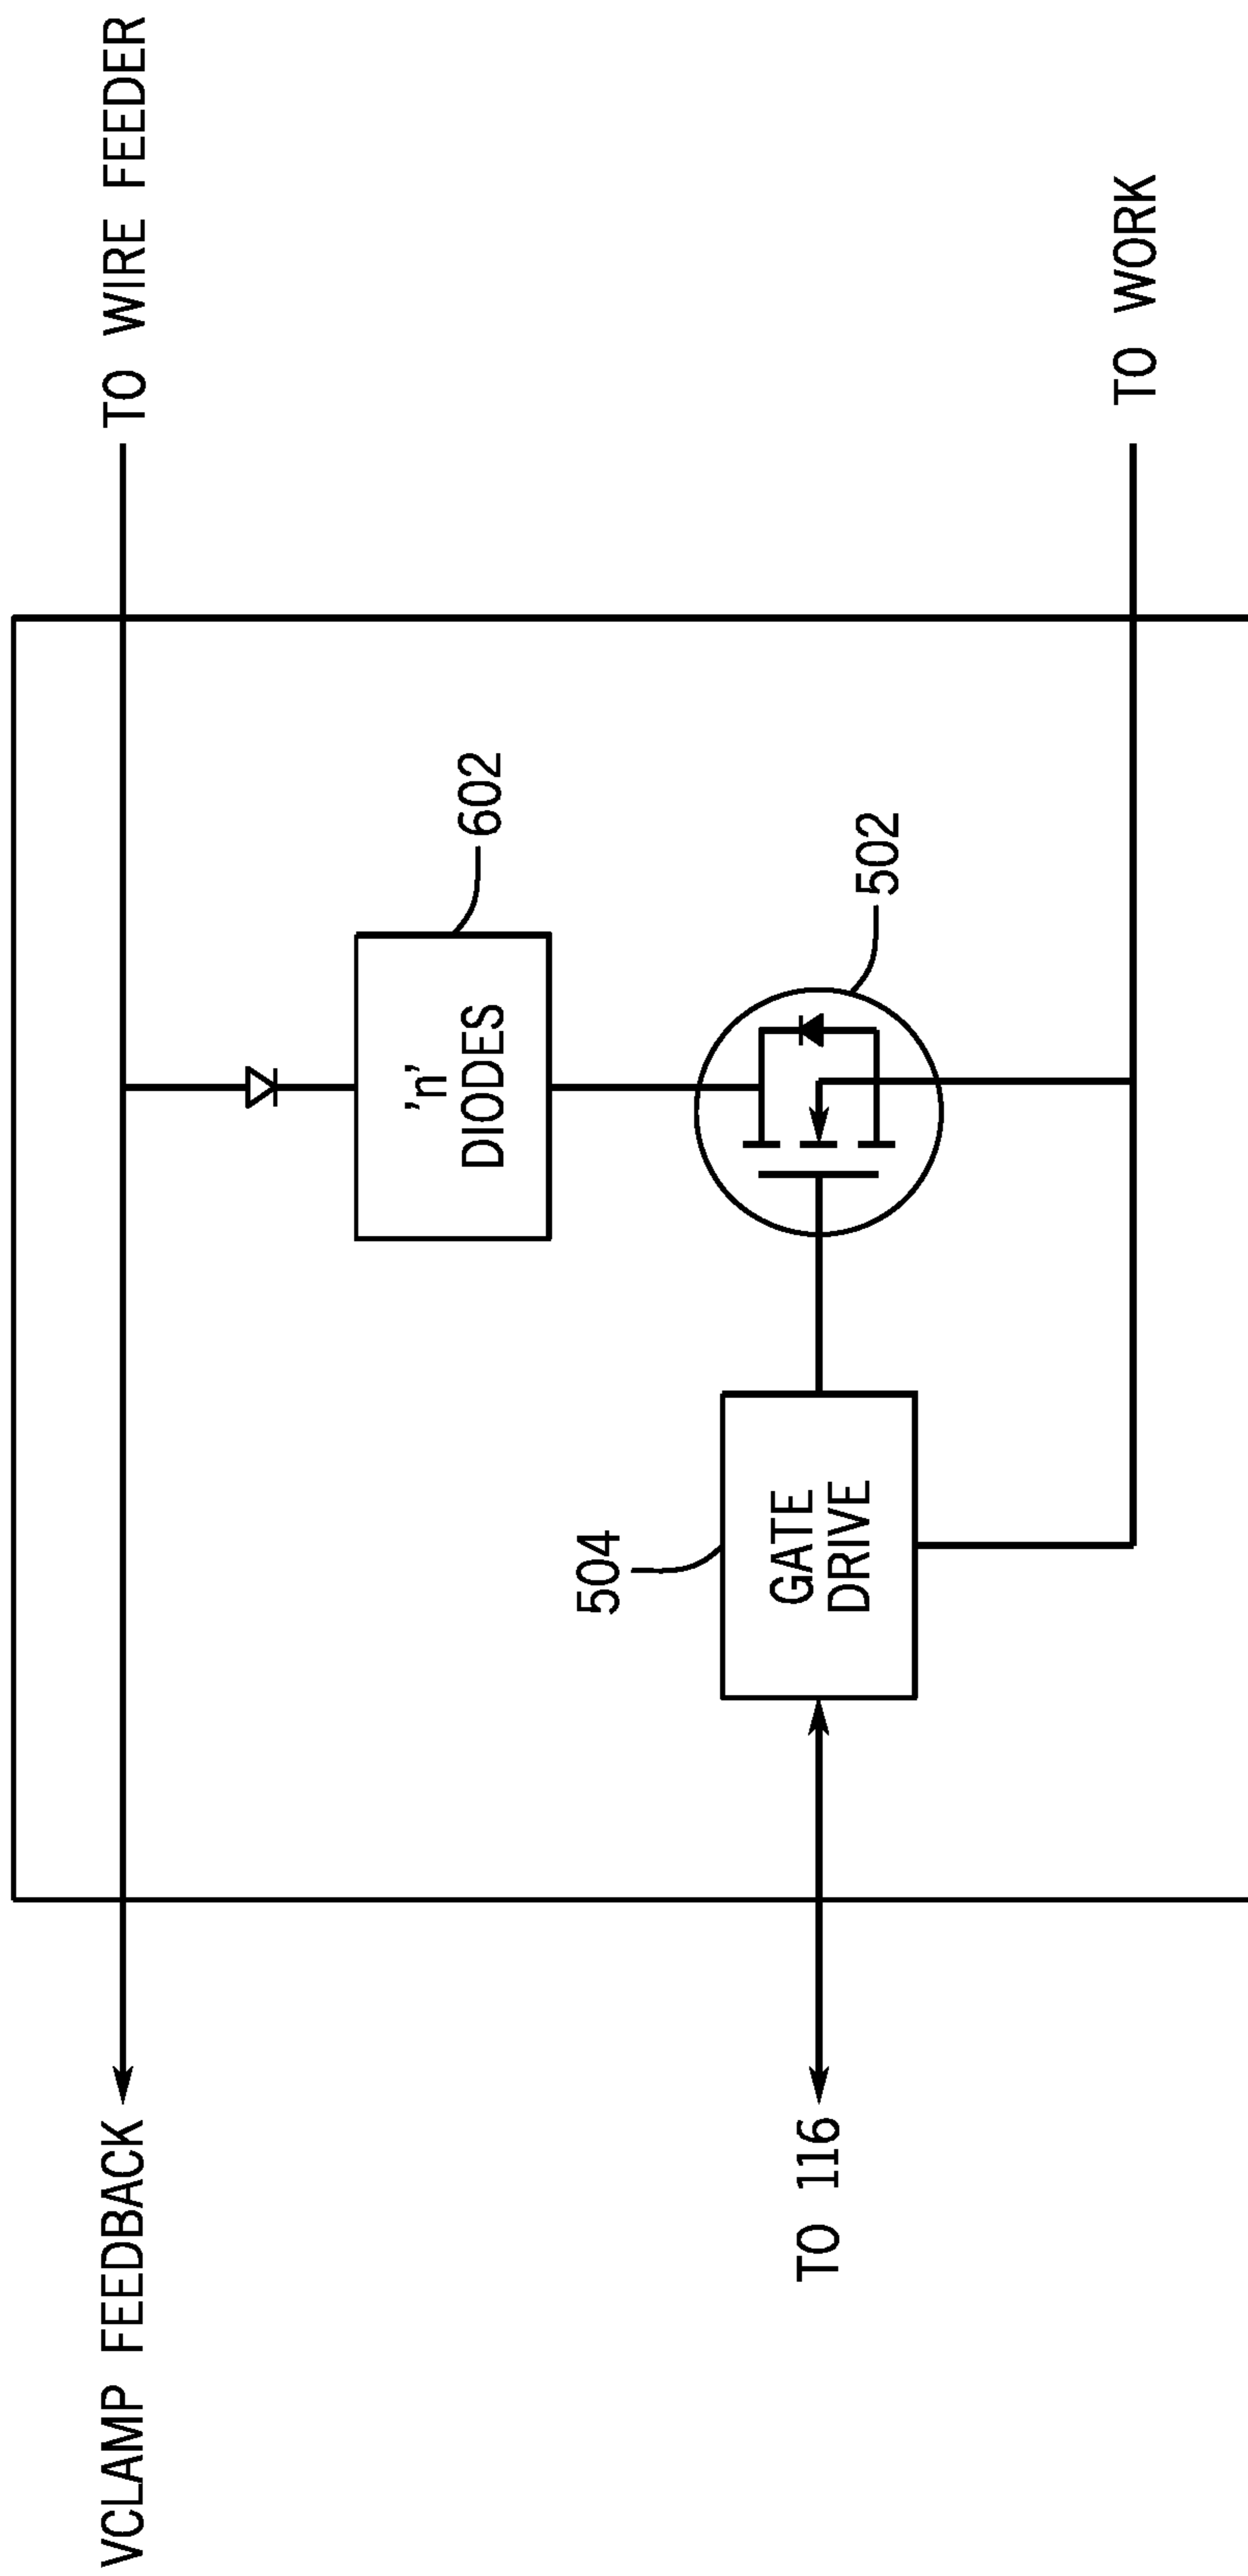 VCLAMP FEEDBACK
TO WIRE FEEDER
'n'
DIODES
602
504
GATE
DRIVE
502
TO 116
TO WORK